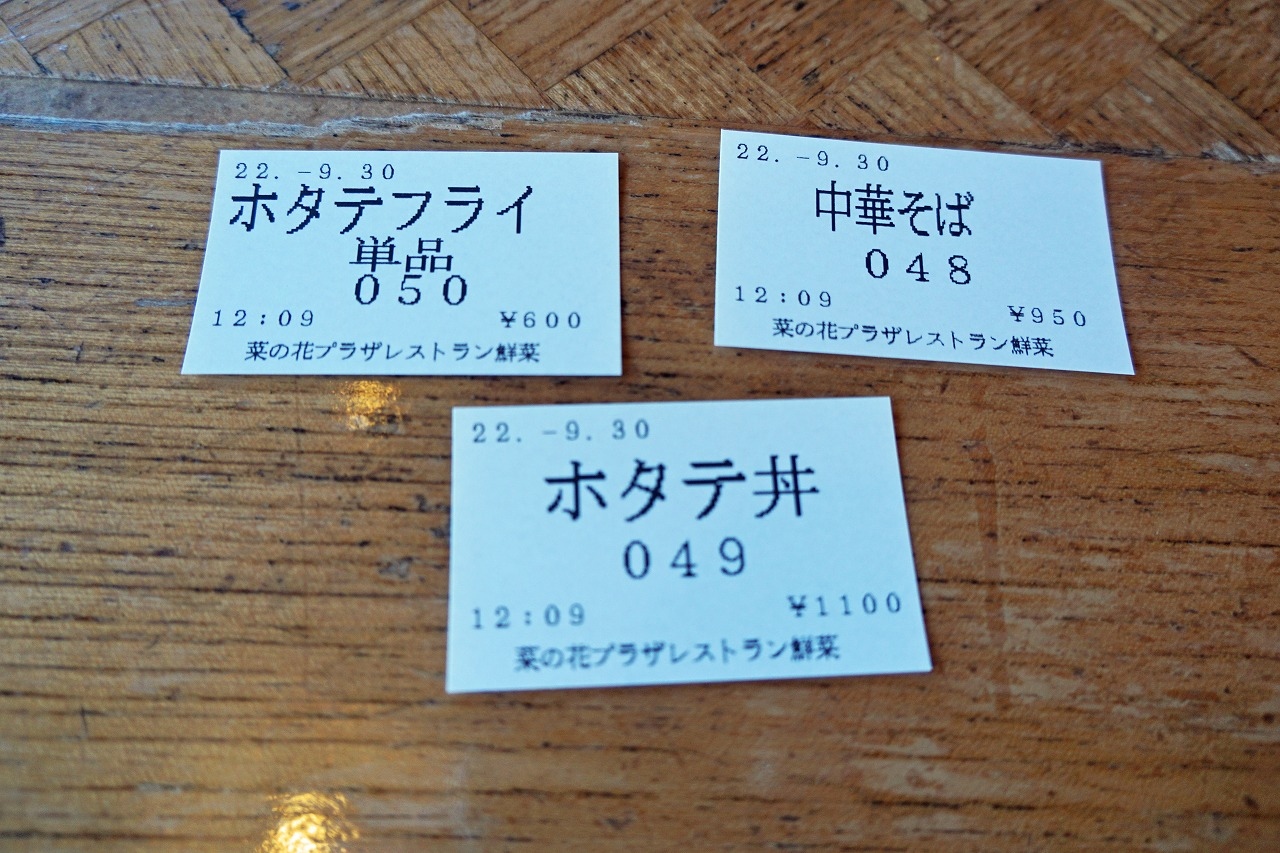 22.-9.30
ホタテフライ
単品
050
12:09 ¥600
菜の花プラザレストラン鮮菜
22.-9.30
中華そば
048
12:09 ¥950
菜の花プラザレストラン鮮菜
22.-9.30
ホタテ丼
049
12:09 ¥1100
菜の花プラザレストラン鮮菜